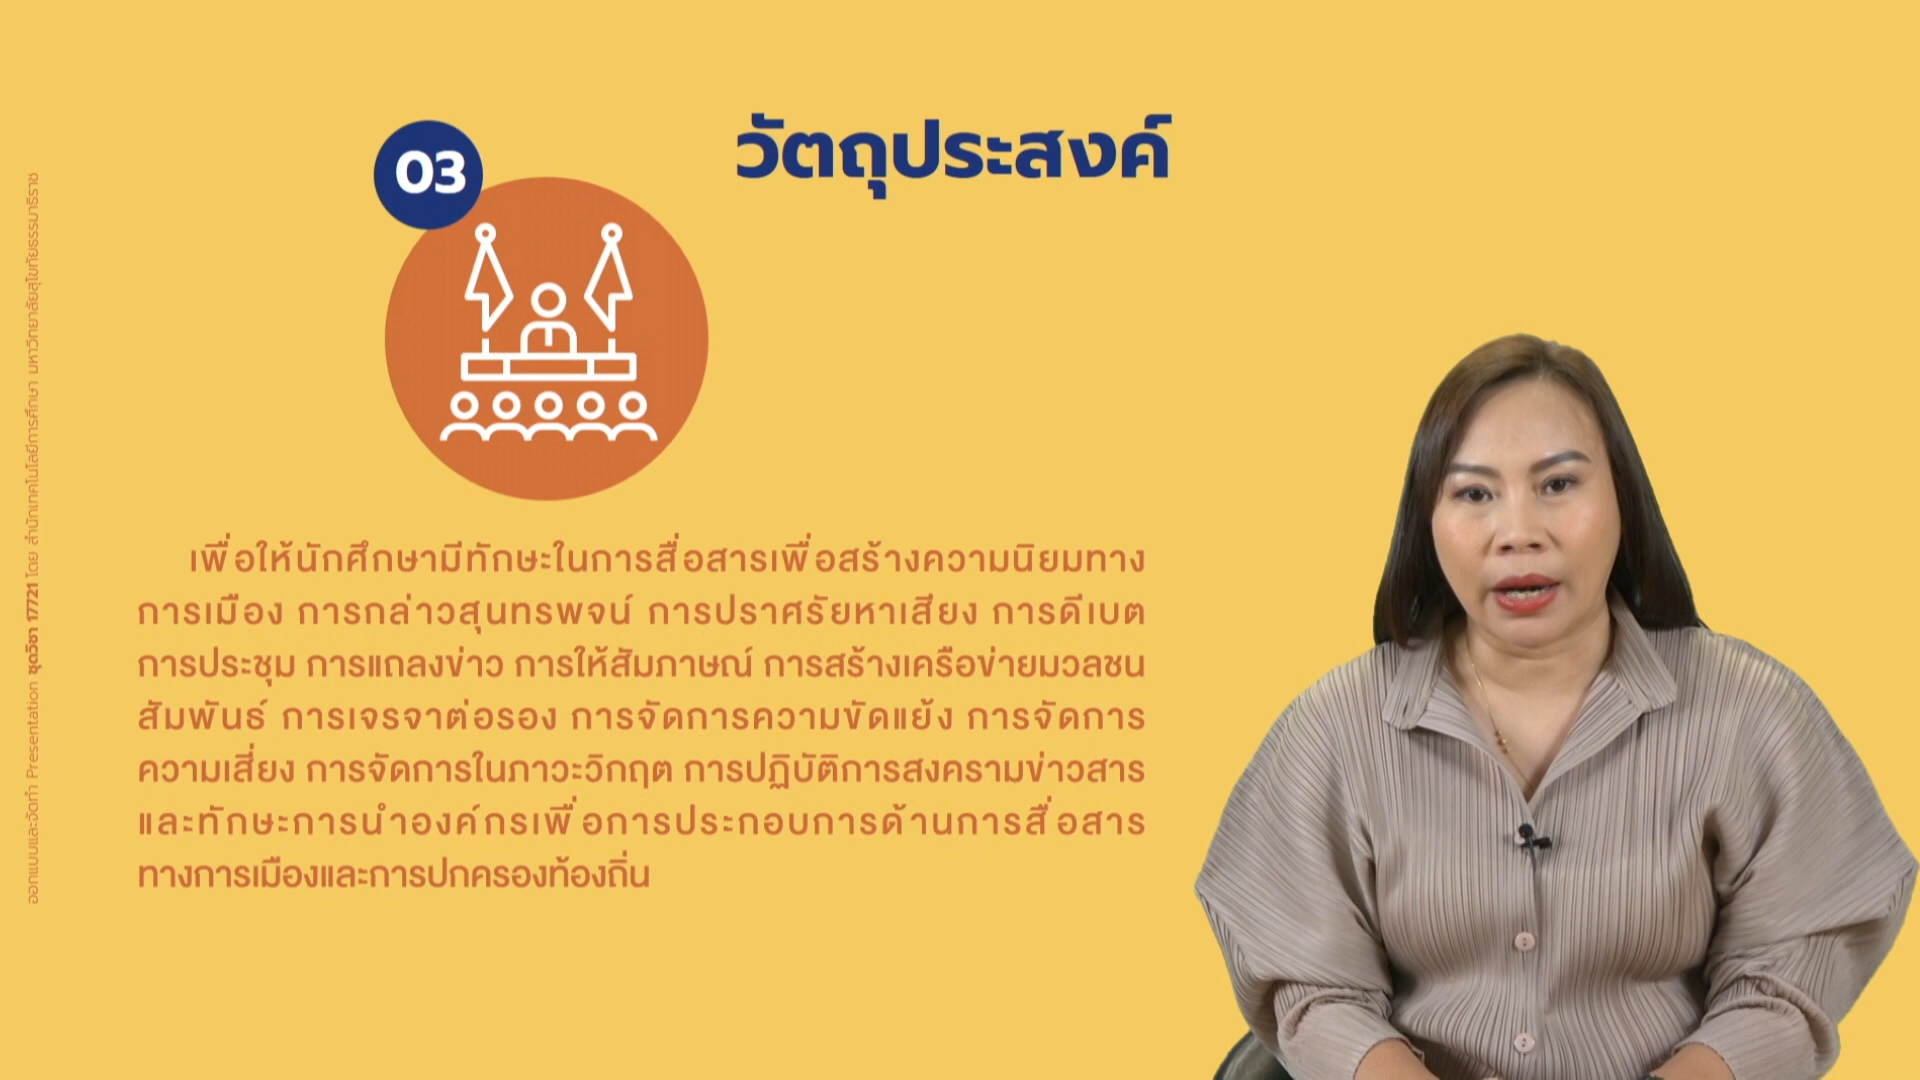 03
วัตถุประสงค์
เพื่อให้นักศึกษามีทักษะในการสื่อสารเพื่อสร้างความนิยมทาง
การเมือง การกล่าวสุนทรพจน์ การปราศรัยหาเสียง การดีเบต
การประชุม การแถลงข่าว การให้สัมภาษณ์ การสร้างเครือข่ายมวลชน
สัมพันธ์ การเจรจาต่อรอง การจัดการความขัดแย้ง การจัดการ
ความเสี่ยง การจัดการในภาวะวิกฤต การปฏิบัติการสงครามข่าวสาร
และทักษะการนำองค์กรเพื่อการประกอบการด้านการสื่อสาร
ทางการเมืองและการปกครองท้องถิ่น
ออกแบบและจัดทำ Presentation ชุดวิชา 17721 โดย สำนักเทคโนโลยีการศึกษา มหาวิทยาลัยสุโขทัยธรรมาธิราช